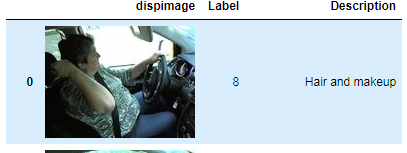 dispimage Label Description
0 8 Hair and makeup